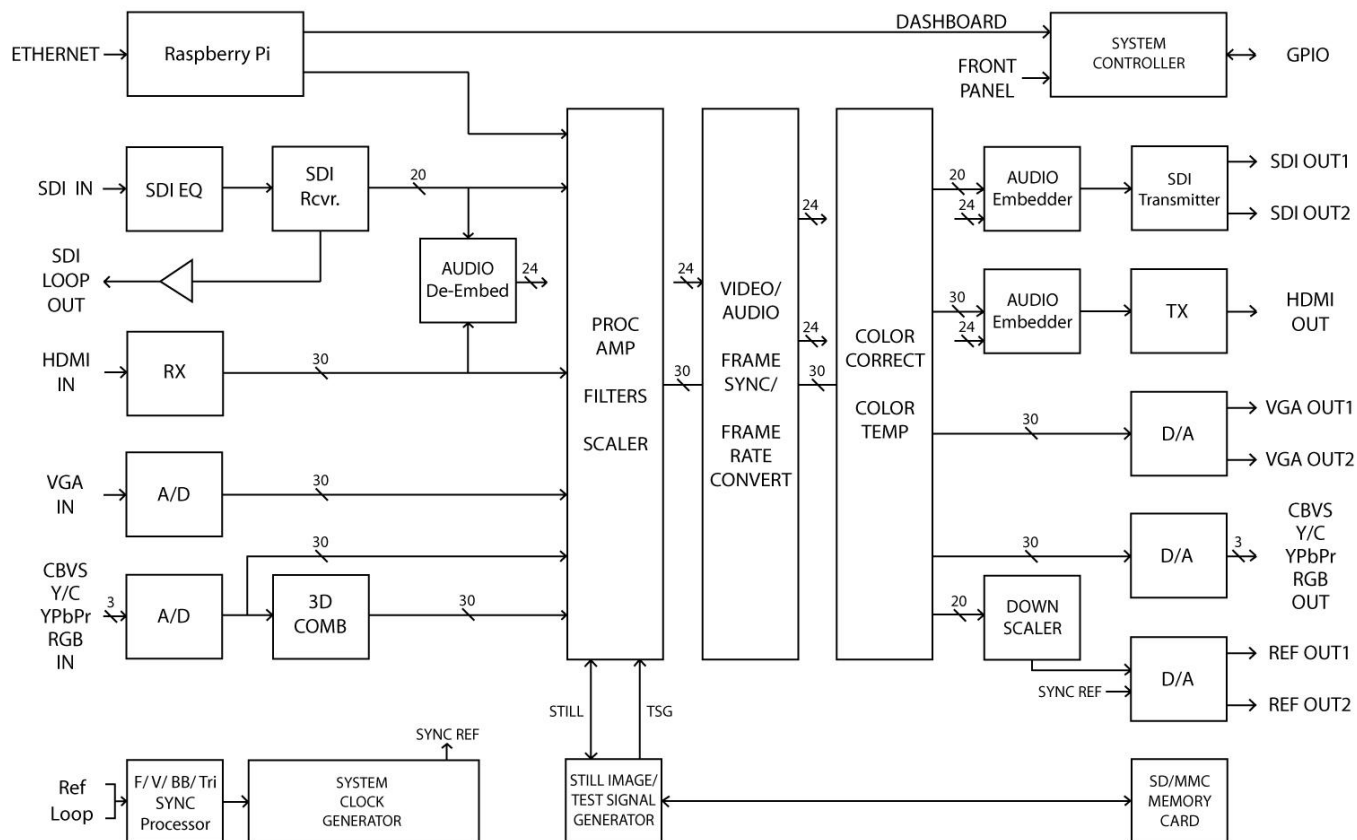 DASHBOARD
ETHERNET
Raspberry Pi
SYSTEM
CONTROLLER
GPIO
FRONT
PANEL
SDI IN
SDI EQ
SDI
Rcvr.
20
SDI
LOOP
OUT
AUDIO
De-Embed
24
HDMI
IN
RX
30
VGA
IN
A/D
30
30
CBVS
Y/C
YPbPr
RGB
IN
3
A/D
3D
COMB
30
PROC
AMP
FILTERS
SCALER
24
30
VIDEO/
AUDIO
FRAME
SYNC/
FRAME
RATE
CONVERT
24
24
30
COLOR
CORRECT
COLOR
TEMP
20
24
AUDIO
Embedder
SDI
Transmitter
SDI OUT1
SDI OUT2
30
24
AUDIO
Embedder
TX
HDMI
OUT
30
D/A
VGA OUT1
VGA OUT2
30
D/A
3
CBVS
Y/C
YPbPr
RGB
OUT
20
DOWN
SCALER
SYNC REF
D/A
REF OUT1
REF OUT2
STILL
TSG
SYNC REF
Ref
Loop
F/ V/ BB/ Tri
SYNC
Processor
SYSTEM
CLOCK
GENERATOR
STILL IMAGE/
TEST SIGNAL
GENERATOR
SD/MMC
MEMORY
CARD